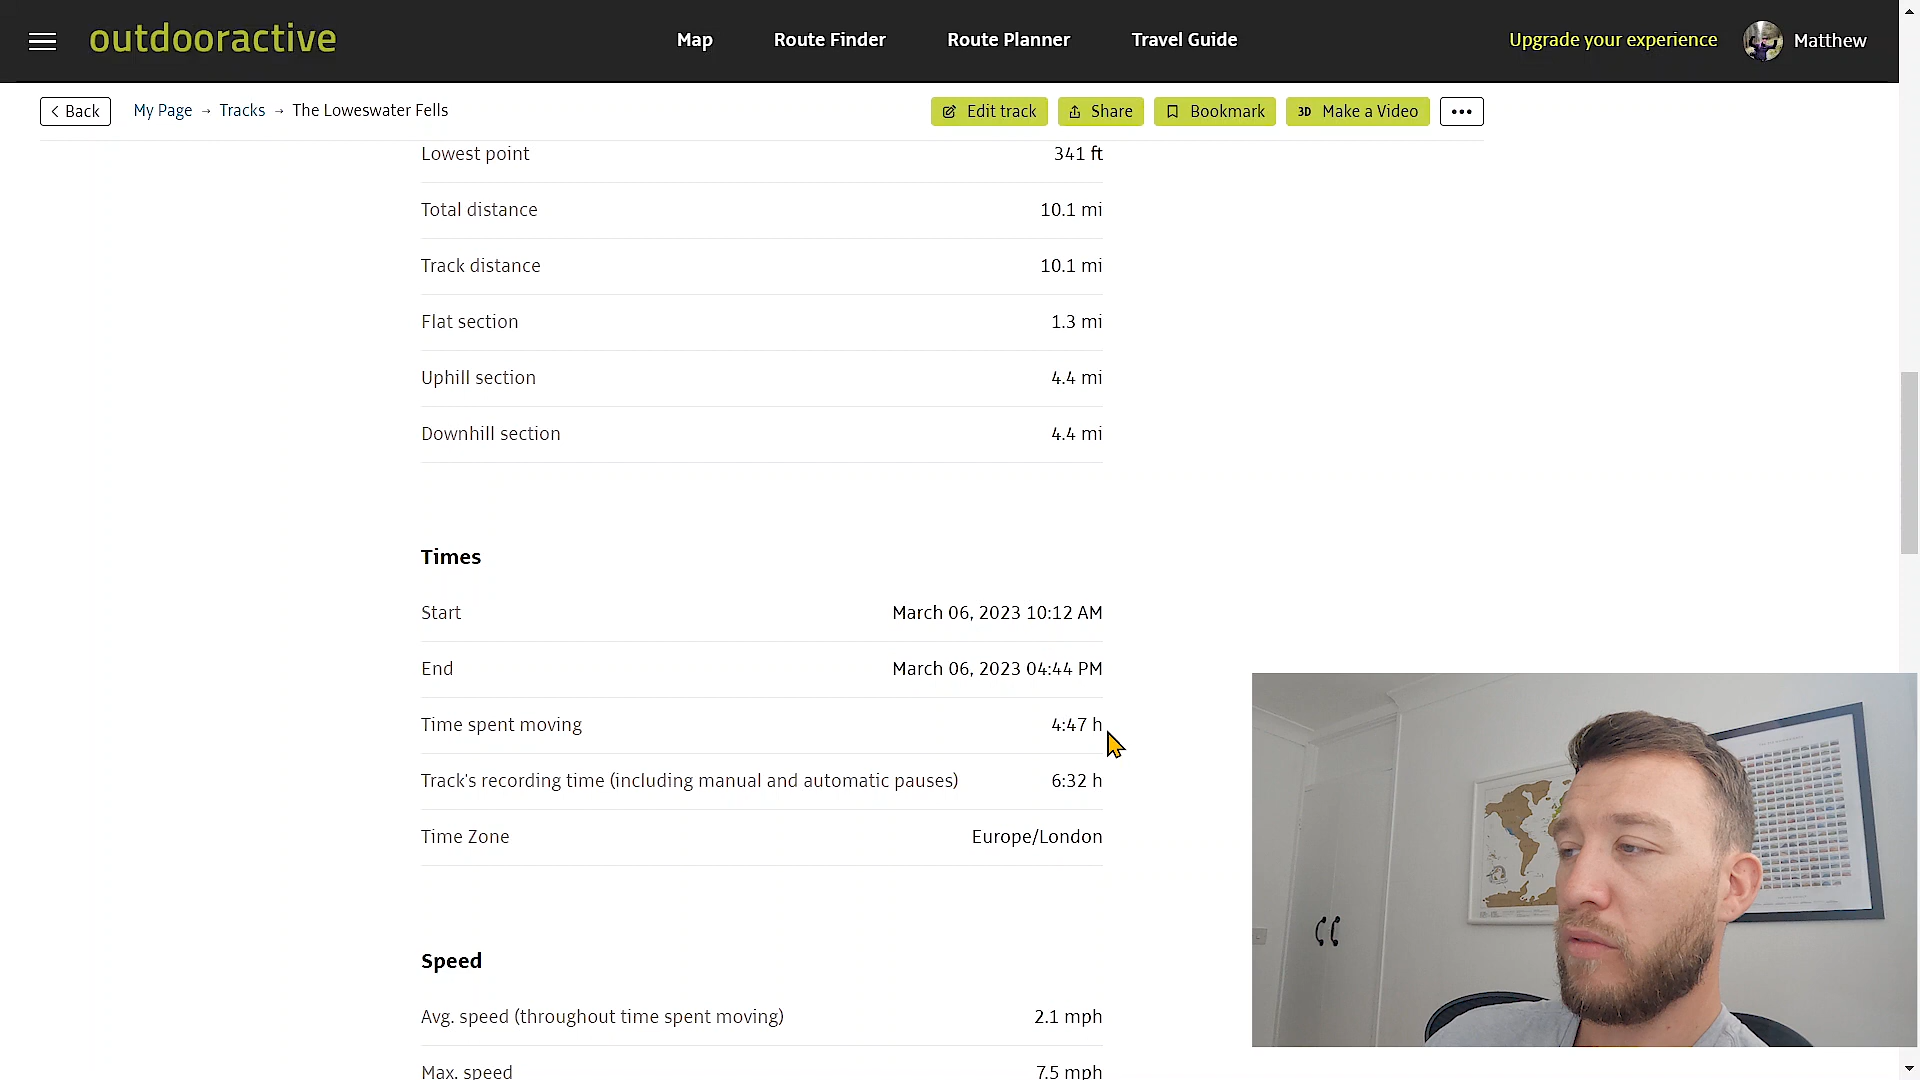 outdooractive
Map
Route Finder
Route Planner
Travel Guide
Upgrade your experience
Matthew
Back
My Page → Tracks → The Loweswater Fells
Edit track
Share
Bookmark
3D Make a Video
Lowest point 341 ft
Total distance 10.1 mi
Track distance 10.1 mi
Flat section 1.3 mi
Uphill section 4.4 mi
Downhill section 4.4 mi
Times
Start March 06, 2023 10:12 AM
End March 06, 2023 04:44 PM
Time spent moving 4:47 h
Track's recording time (including manual and automatic pauses) 6:32 h
Time Zone Europe/London
Speed
Avg. speed (throughout time spent moving) 2.1 mph
Max. speed 7.5 mph